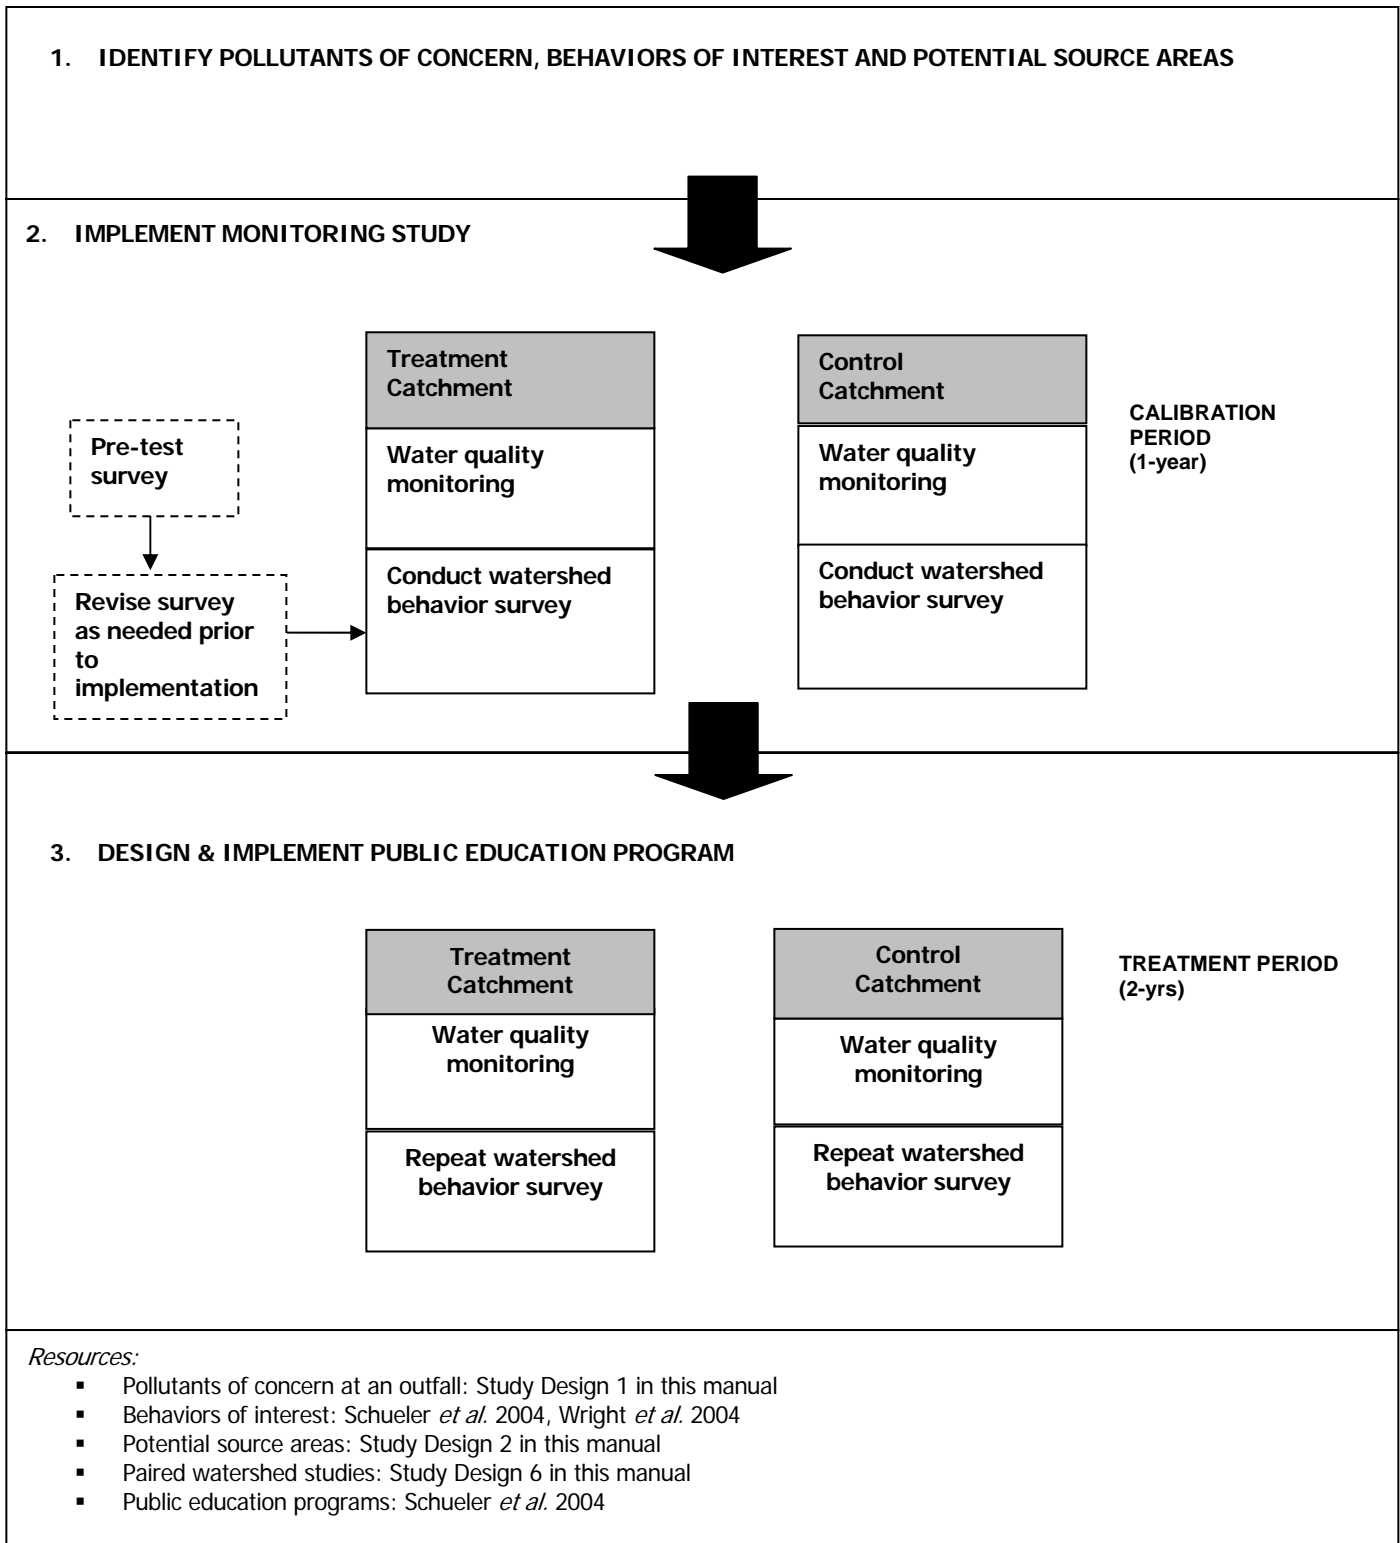 1. IDENTIFY POLLUTANTS OF CONCERN, BEHAVIORS OF INTEREST AND POTENTIAL SOURCE AREAS
2. IMPLEMENT MONITORING STUDY
Treatment
Catchment
Water quality
monitoring
Conduct watershed
behavior survey
Control
Catchment
Water quality
monitoring
Conduct watershed
behavior survey
CALIBRATION
PERIOD
(1-year)
Pre-test
survey
Revise survey
as needed prior
to
implementation
3. DESIGN & IMPLEMENT PUBLIC EDUCATION PROGRAM
Treatment
Catchment
Water quality
monitoring
Repeat watershed
behavior survey
Control
Catchment
Water quality
monitoring
Repeat watershed
behavior survey
TREATMENT PERIOD
(2-yrs)
Resources:
▪ Pollutants of concern at an outfall: Study Design 1 in this manual
▪ Behaviors of interest: Schueler et al. 2004, Wright et al. 2004
▪ Potential source areas: Study Design 2 in this manual
▪ Paired watershed studies: Study Design 6 in this manual
▪ Public education programs: Schueler et al. 2004